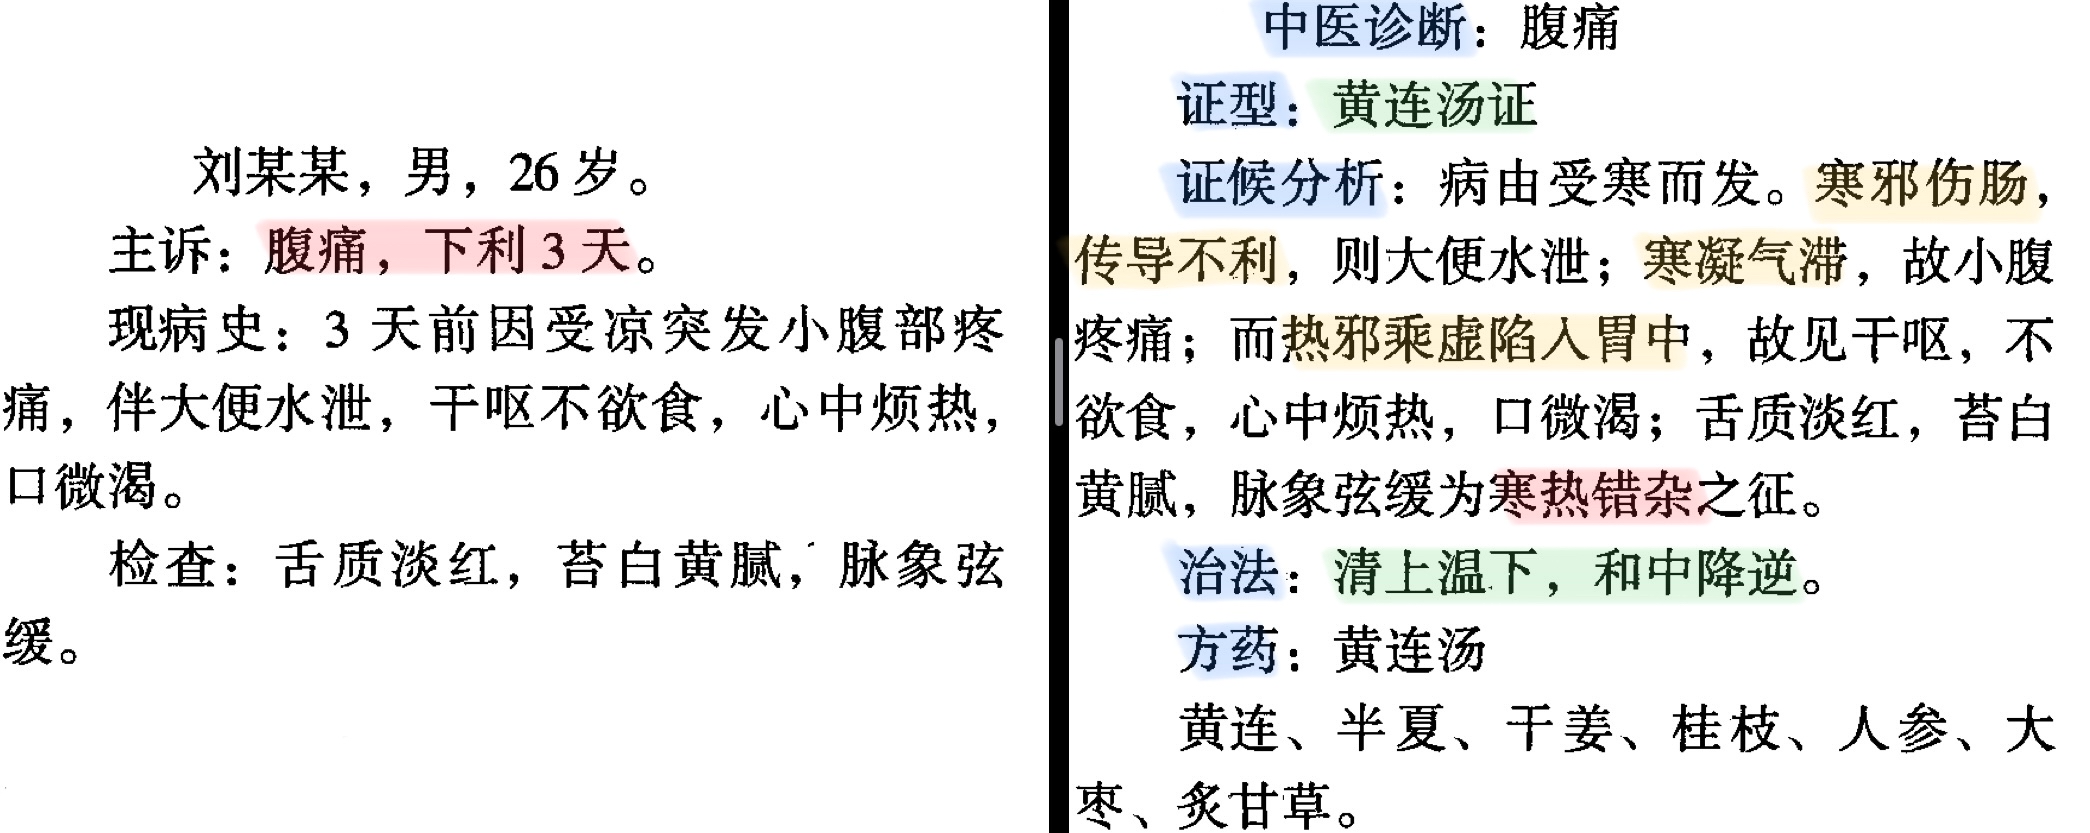 刘某某，男，26岁。
主诉：腹痛，下利3天。
现病史：3天前因受凉突发小腹部疼
痛，伴大便水泄，干呕不欲食，心中烦热，
口微渴。
检查：舌质淡红，苔白黄腻，脉象弦
缓。
中医诊断：腹痛
证型：黄连汤证
证候分析：病由受寒而发。寒邪伤肠，
传导不利，则大便水泄；寒凝气滞，故小腹
疼痛；而热邪乘虚陷入胃中，故见干呕，不
欲食，心中烦热，口微渴；舌质淡红，苔白
黄腻，脉象弦缓为寒热错杂之征。
治法：清上温下，和中降逆。
方药：黄连汤
黄连、半夏、干姜、桂枝、人参、大
枣、炙甘草。